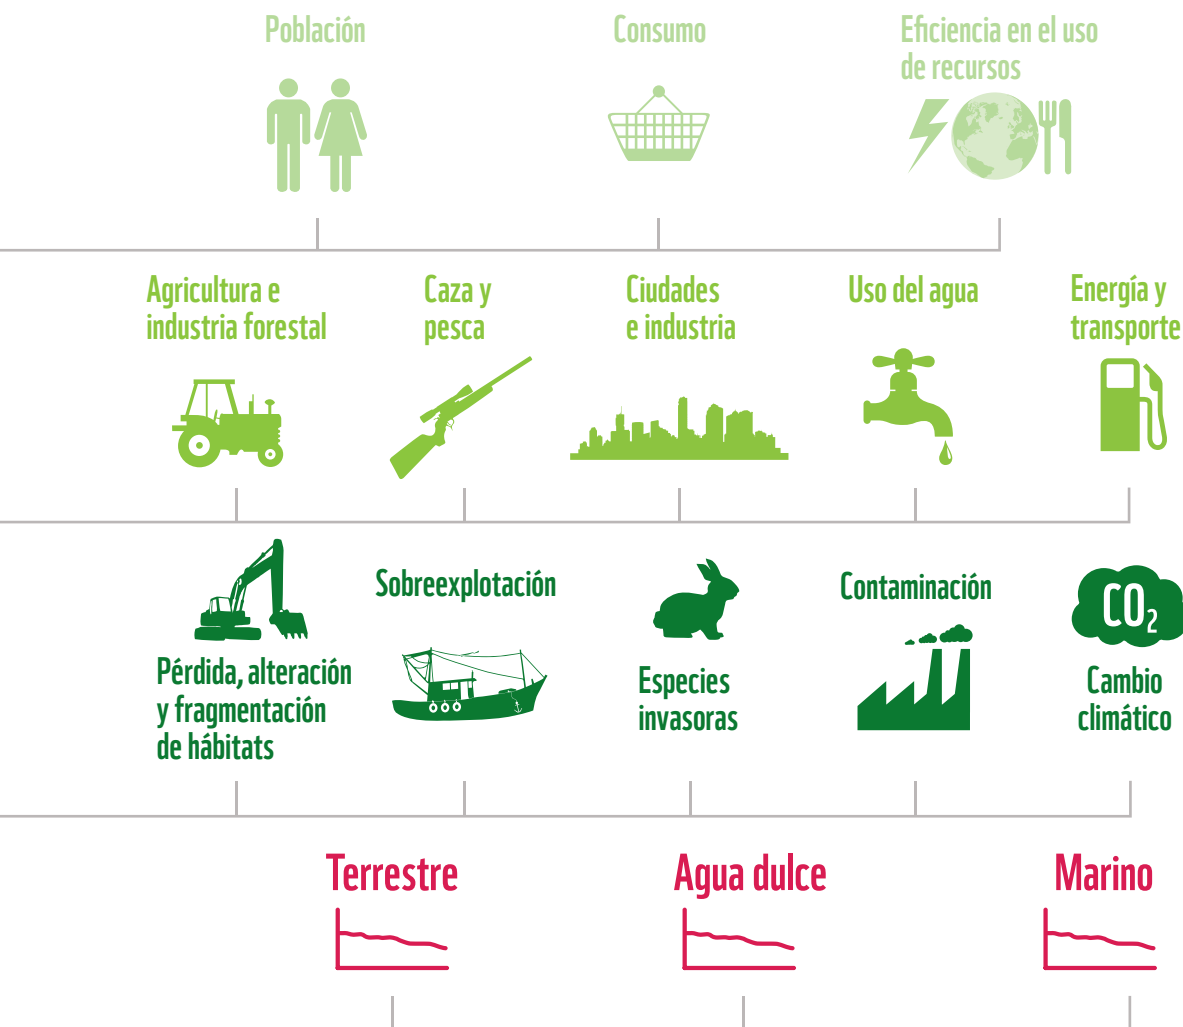 Población
Consumo
Eficiencia en el uso
de recursos
Agricultura e
industria forestal
Caza y
pesca
Ciudades
e industria
Uso del agua
Energía y
transporte
Pérdida, alteración
y fragmentación
de hábitats
Sobreexplotación
Especies
invasoras
Contaminación
CO₂
Cambio
climático
Terrestre
Agua dulce
Marino